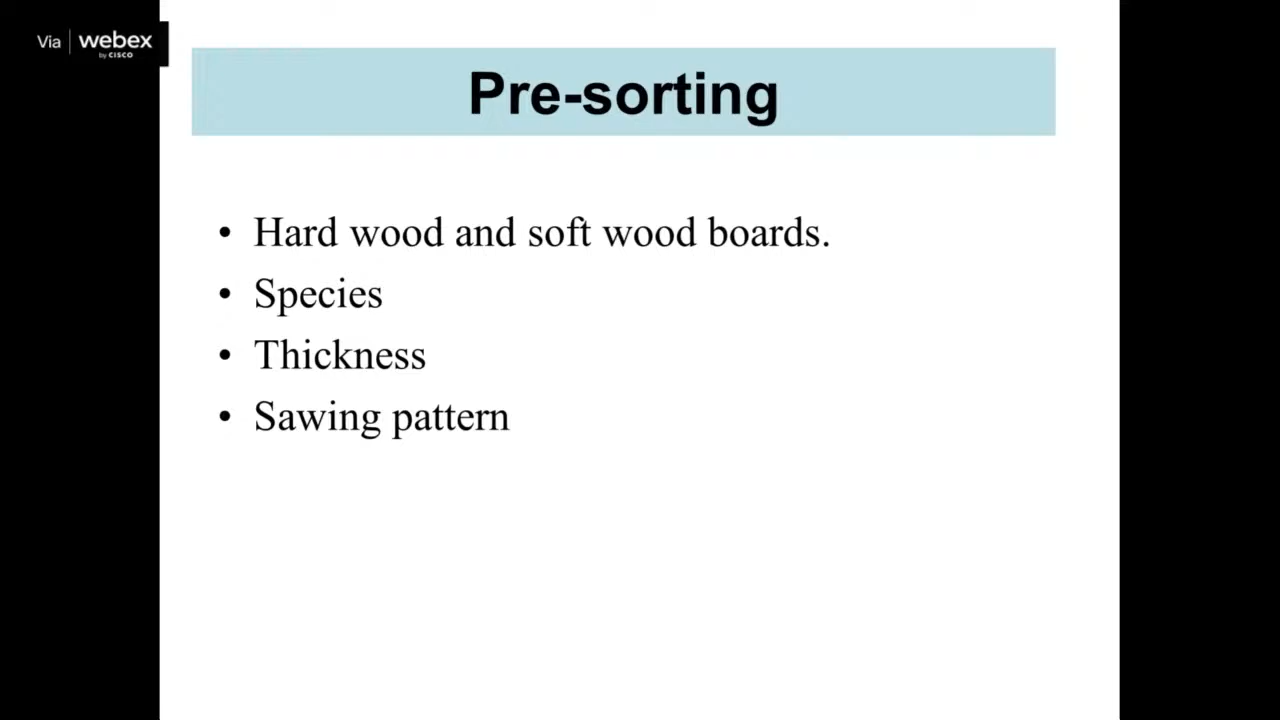 Via webex
by CISCO
Pre-sorting
• Hard wood and soft wood boards.
• Species
• Thickness
• Sawing pattern